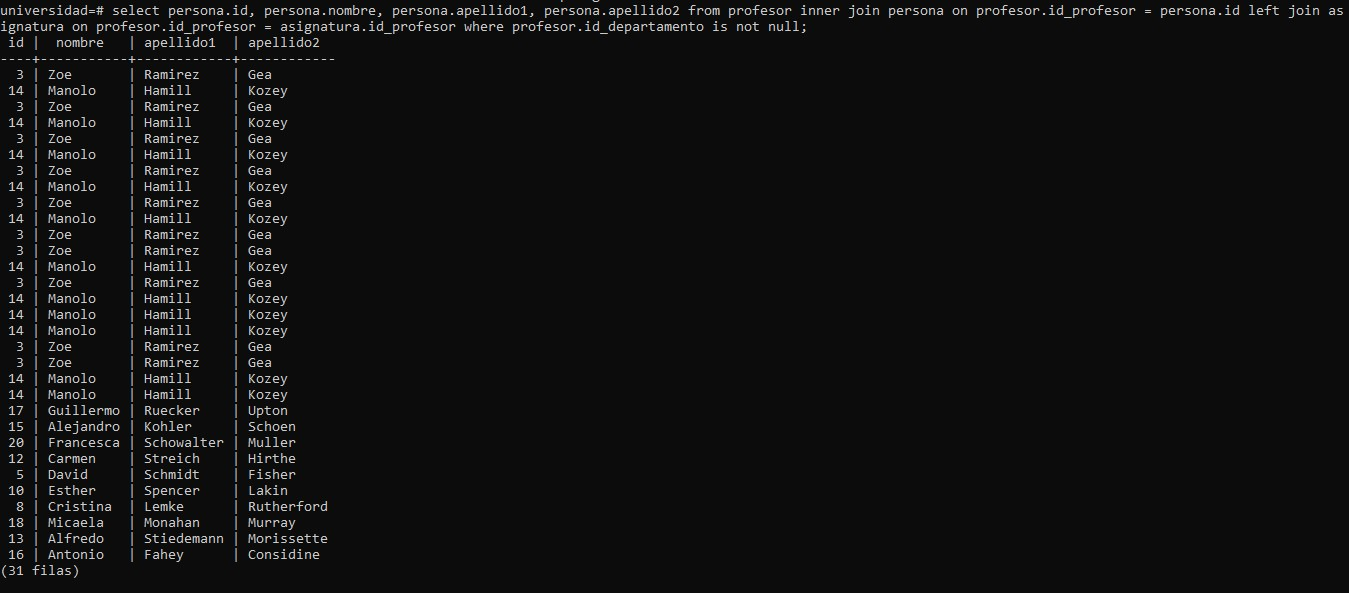 universidad=# select persona.id, persona.nombre, persona.apellido1, persona.apellido2 from profesor inner join persona on profesor.id_profesor = persona.id left join as
ignatura on profesor.id_profesor = asignatura.id_profesor where profesor.id_departamento is not null;
 id |  nombre   | apellido1  | apellido2
----+-----------+------------+------------
  3 | Zoe       | Ramirez    | Gea
 14 | Manolo    | Hamill     | Kozey
  3 | Zoe       | Ramirez    | Gea
 14 | Manolo    | Hamill     | Kozey
  3 | Zoe       | Ramirez    | Gea
 14 | Manolo    | Hamill     | Kozey
  3 | Zoe       | Ramirez    | Gea
 14 | Manolo    | Hamill     | Kozey
  3 | Zoe       | Ramirez    | Gea
 14 | Manolo    | Hamill     | Kozey
  3 | Zoe       | Ramirez    | Gea
  3 | Zoe       | Ramirez    | Gea
 14 | Manolo    | Hamill     | Kozey
  3 | Zoe       | Ramirez    | Gea
 14 | Manolo    | Hamill     | Kozey
 14 | Manolo    | Hamill     | Kozey
 14 | Manolo    | Hamill     | Kozey
  3 | Zoe       | Ramirez    | Gea
  3 | Zoe       | Ramirez    | Gea
 14 | Manolo    | Hamill     | Kozey
 14 | Manolo    | Hamill     | Kozey
 17 | Guillermo | Ruecker    | Upton
 15 | Alejandro | Kohler     | Schoen
 20 | Francesca | Schowalter | Muller
 12 | Carmen    | Streich    | Hirthe
  5 | David     | Schmidt    | Fisher
 10 | Esther    | Spencer    | Lakin
  8 | Cristina  | Lemke      | Rutherford
 18 | Micaela   | Monahan    | Murray
 13 | Alfredo   | Stiedemann | Morissette
 16 | Antonio   | Fahey      | Considine
(31 filas)